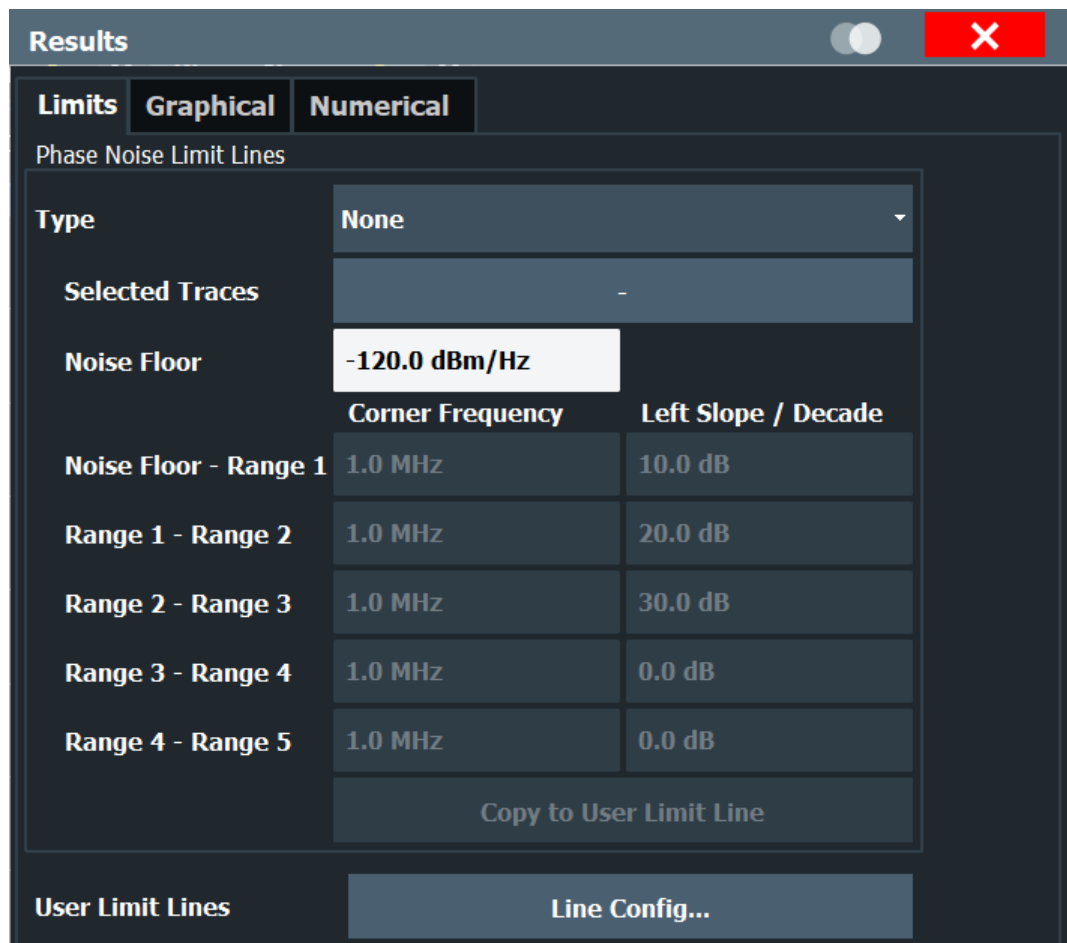 Results
Limits Graphical Numerical
Phase Noise Limit Lines
Type None
Selected Traces -
Noise Floor -120.0 dBm/Hz
Corner Frequency Left Slope / Decade
Noise Floor - Range 1 1.0 MHz 10.0 dB
Range 1 - Range 2 1.0 MHz 20.0 dB
Range 2 - Range 3 1.0 MHz 30.0 dB
Range 3 - Range 4 1.0 MHz 0.0 dB
Range 4 - Range 5 1.0 MHz 0.0 dB
Copy to User Limit Line
User Limit Lines Line Config...